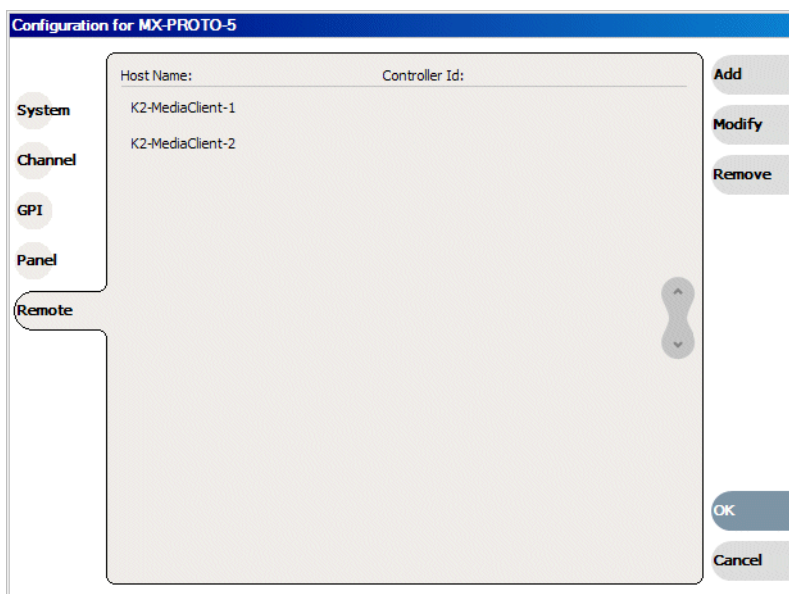 Configuration for MX-PROTO-5
Host Name: Controller Id:
K2-MediaClient-1
K2-MediaClient-2
System
Channel
GPI
Panel
Remote
Add
Modify
Remove
OK
Cancel